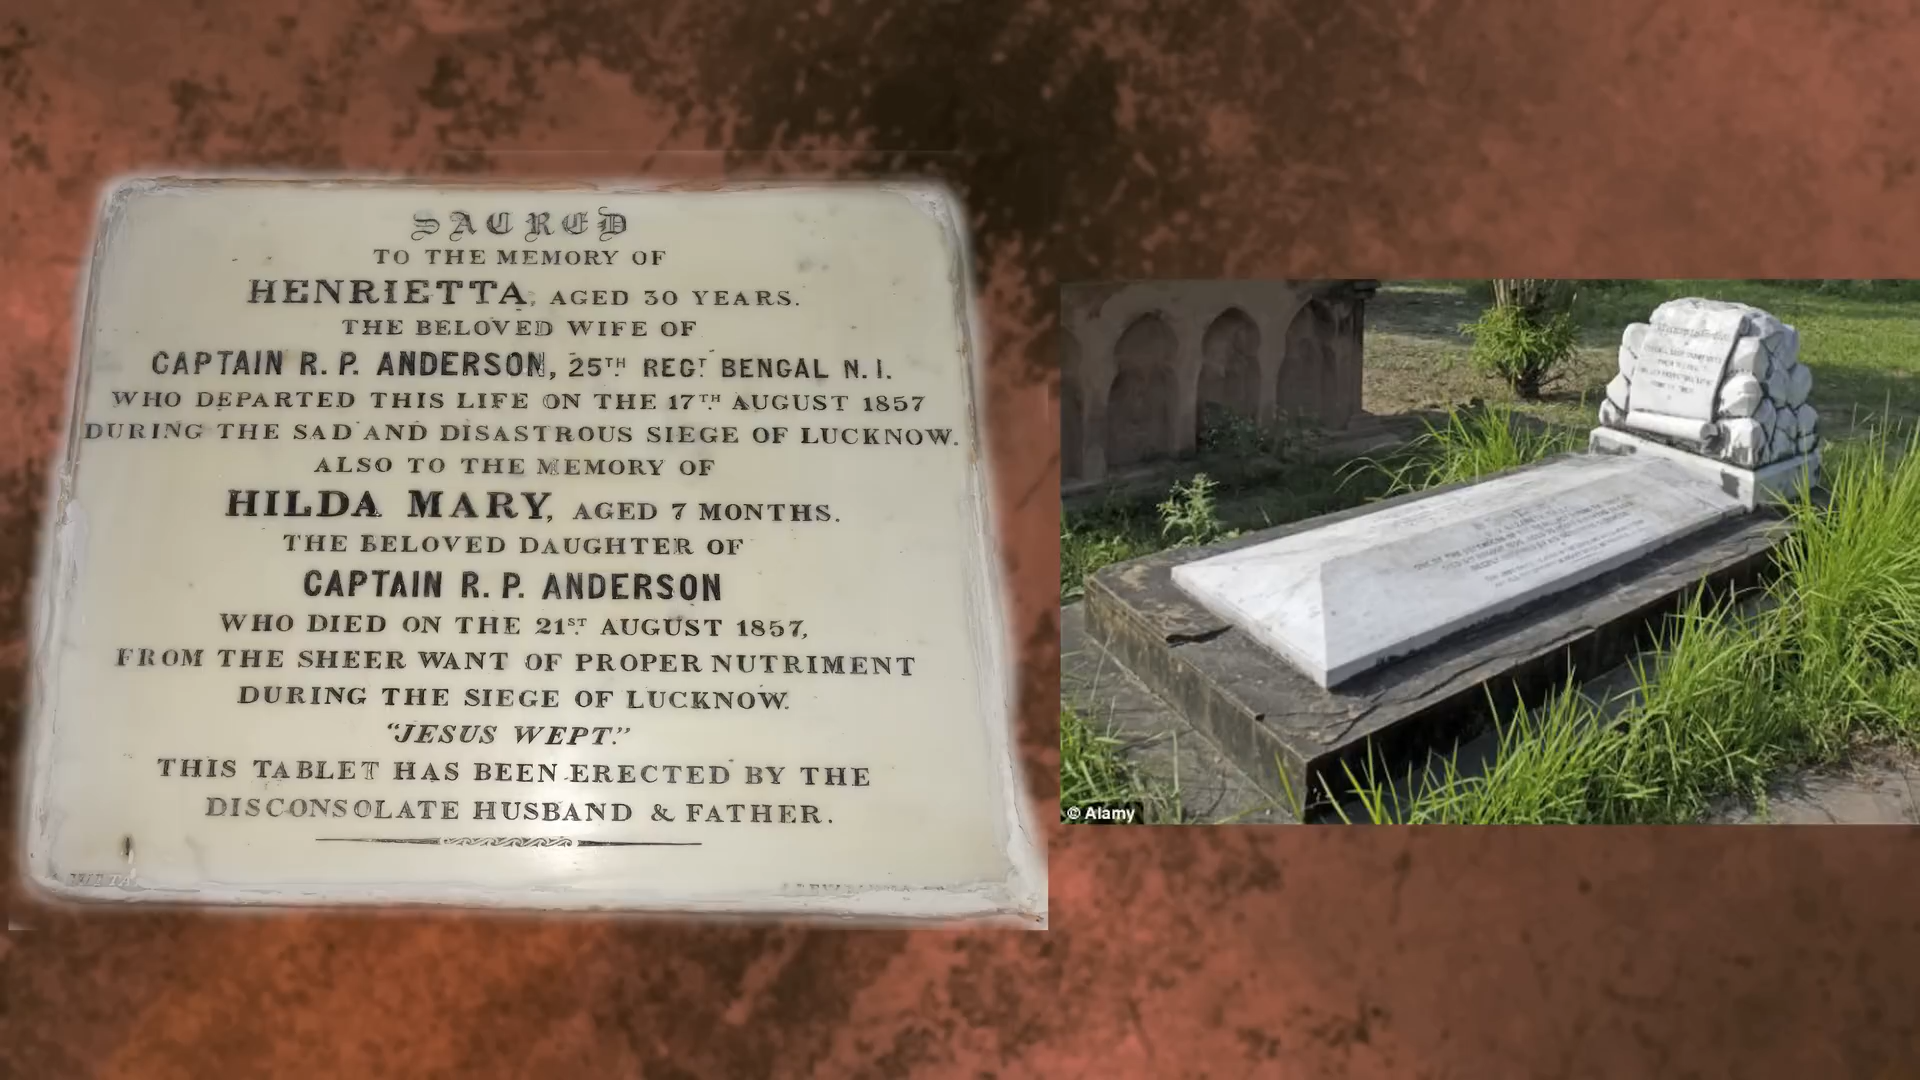 SACRED
TO THE MEMORY OF
HENRIETTA, AGED 30 YEARS.
THE BELOVED WIFE OF
CAPTAIN R. P. ANDERSON, 25TH REGT BENGAL N. I.
WHO DEPARTED THIS LIFE ON THE 17TH AUGUST 1857
DURING THE SAD AND DISASTROUS SIEGE OF LUCKNOW.
ALSO TO THE MEMORY OF
HILDA MARY, AGED 7 MONTHS.
THE BELOVED DAUGHTER OF
CAPTAIN R. P. ANDERSON
WHO DIED ON THE 21ST AUGUST 1857,
FROM THE SHEER WANT OF PROPER NUTRIMENT
DURING THE SIEGE OF LUCKNOW.
"JESUS WEPT."
THIS TABLET HAS BEEN ERECTED BY THE
DISCONSOLATE HUSBAND & FATHER.
© Alamy